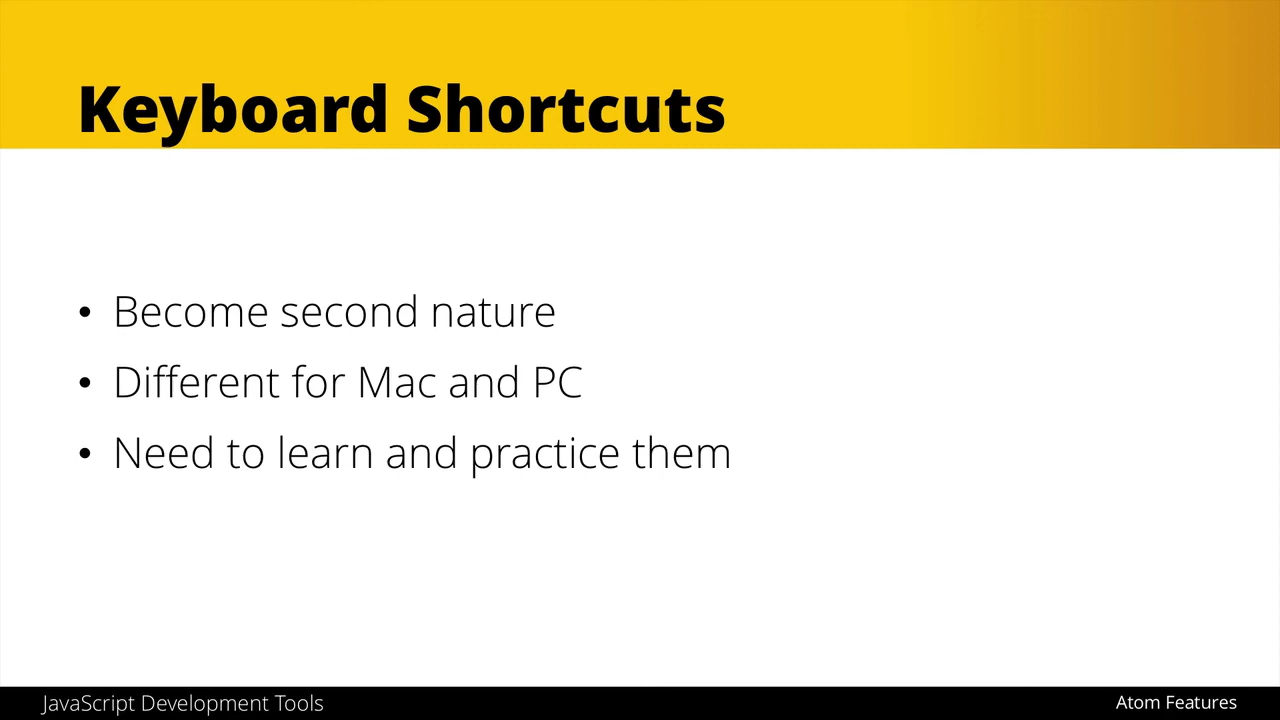 Keyboard Shortcuts
• Become second nature
• Different for Mac and PC
• Need to learn and practice them
JavaScript Development Tools
Atom Features